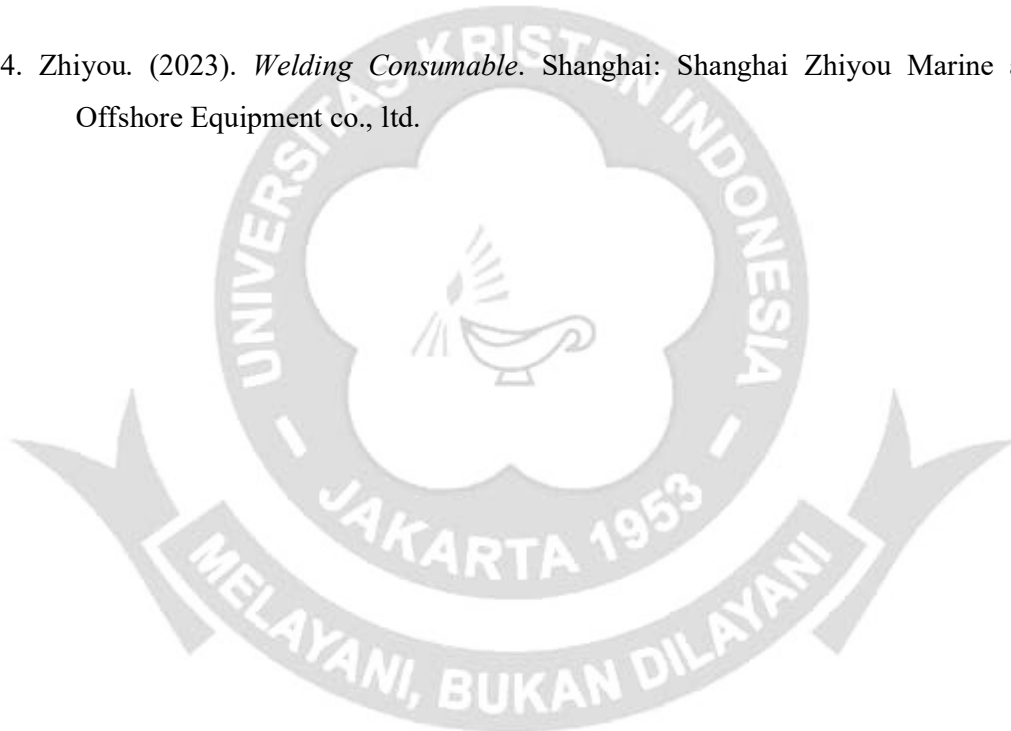 4. Zhiyou. (2023). Welding Consumable. Shanghai: Shanghai Zhiyou Marine a
Offshore Equipment co., ltd.
UNIVERSITAS KRISTEN INDONESIA
JAKARTA 1953
MELAYANI, BUKAN DILAYANI